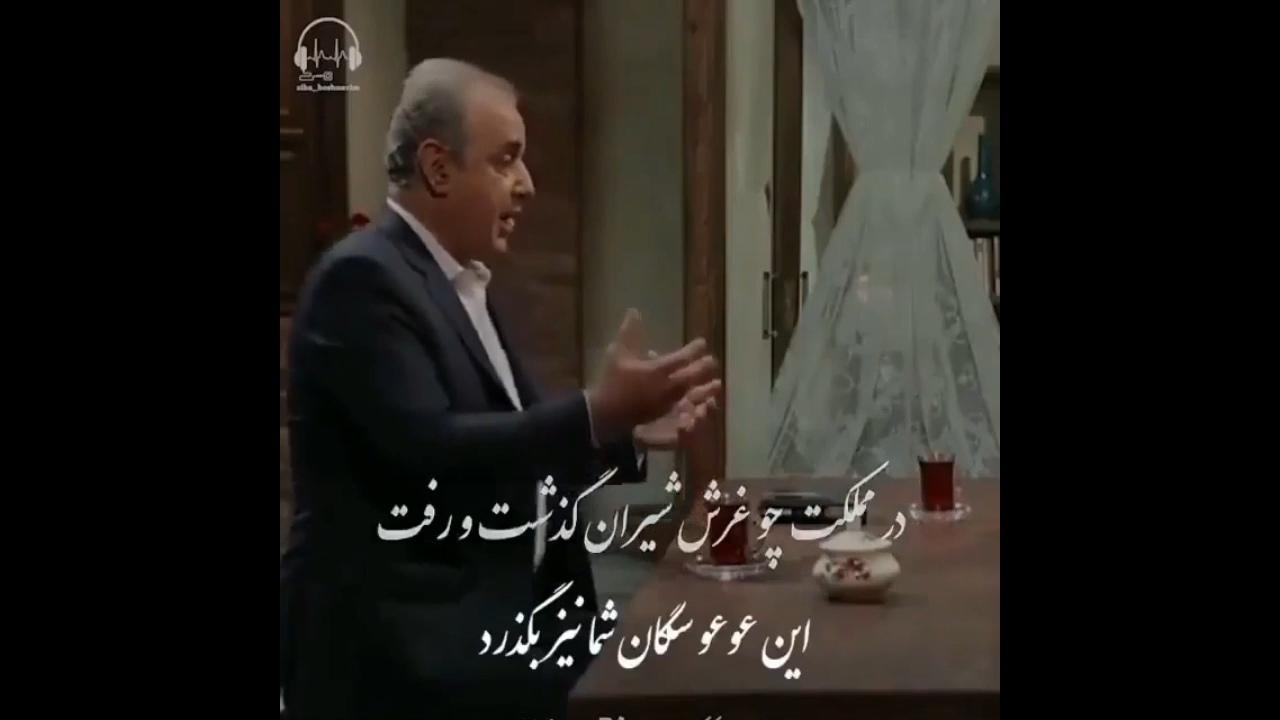 در مملکت چو غرش شیران گذشت و رفت
این عوعو سگان شما نیز بگذرد